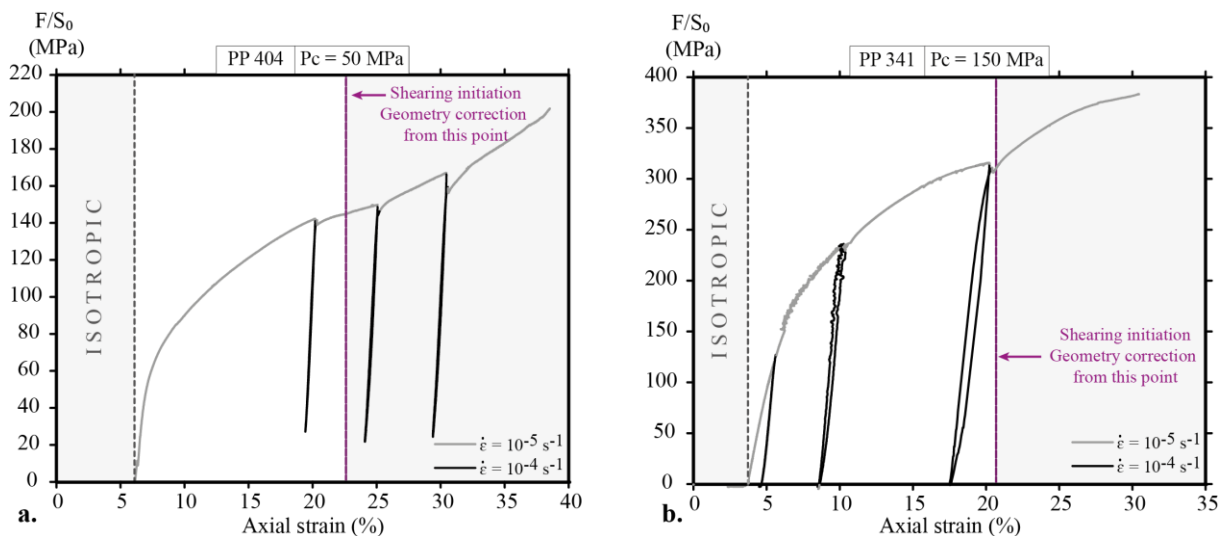 F/S₀
(MPa)
PP 404 Pc = 50 MPa
220
200
180
160
140
120
100
80
60
40
20
0
ISOTROPIC
Shearing initiation
Geometry correction
from this point
ε̇ = 10⁻⁵ s⁻¹
ε̇ = 10⁻⁴ s⁻¹
0 5 10 15 20 25 30 35 40
a. Axial strain (%)
F/S₀
(MPa)
PP 341 Pc = 150 MPa
400
350
300
250
200
150
100
50
0
ISOTROPIC
Shearing initiation
Geometry correction
from this point
ε̇ = 10⁻⁵ s⁻¹
ε̇ = 10⁻⁴ s⁻¹
5 10 15 20 25 30 35
b. Axial strain (%)